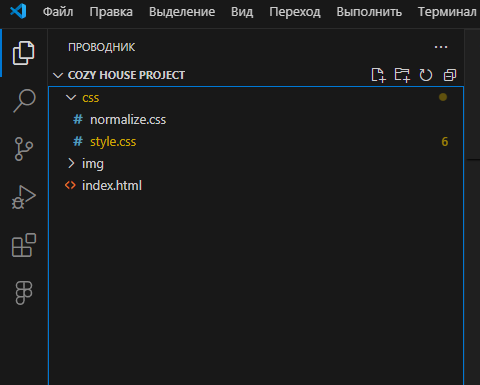 Файл Правка Выделение Вид Переход Выполнить Терминал
ПРОВОДНИК
COZY HOUSE PROJECT
css
# normalize.css
# style.css 6
img
<> index.html